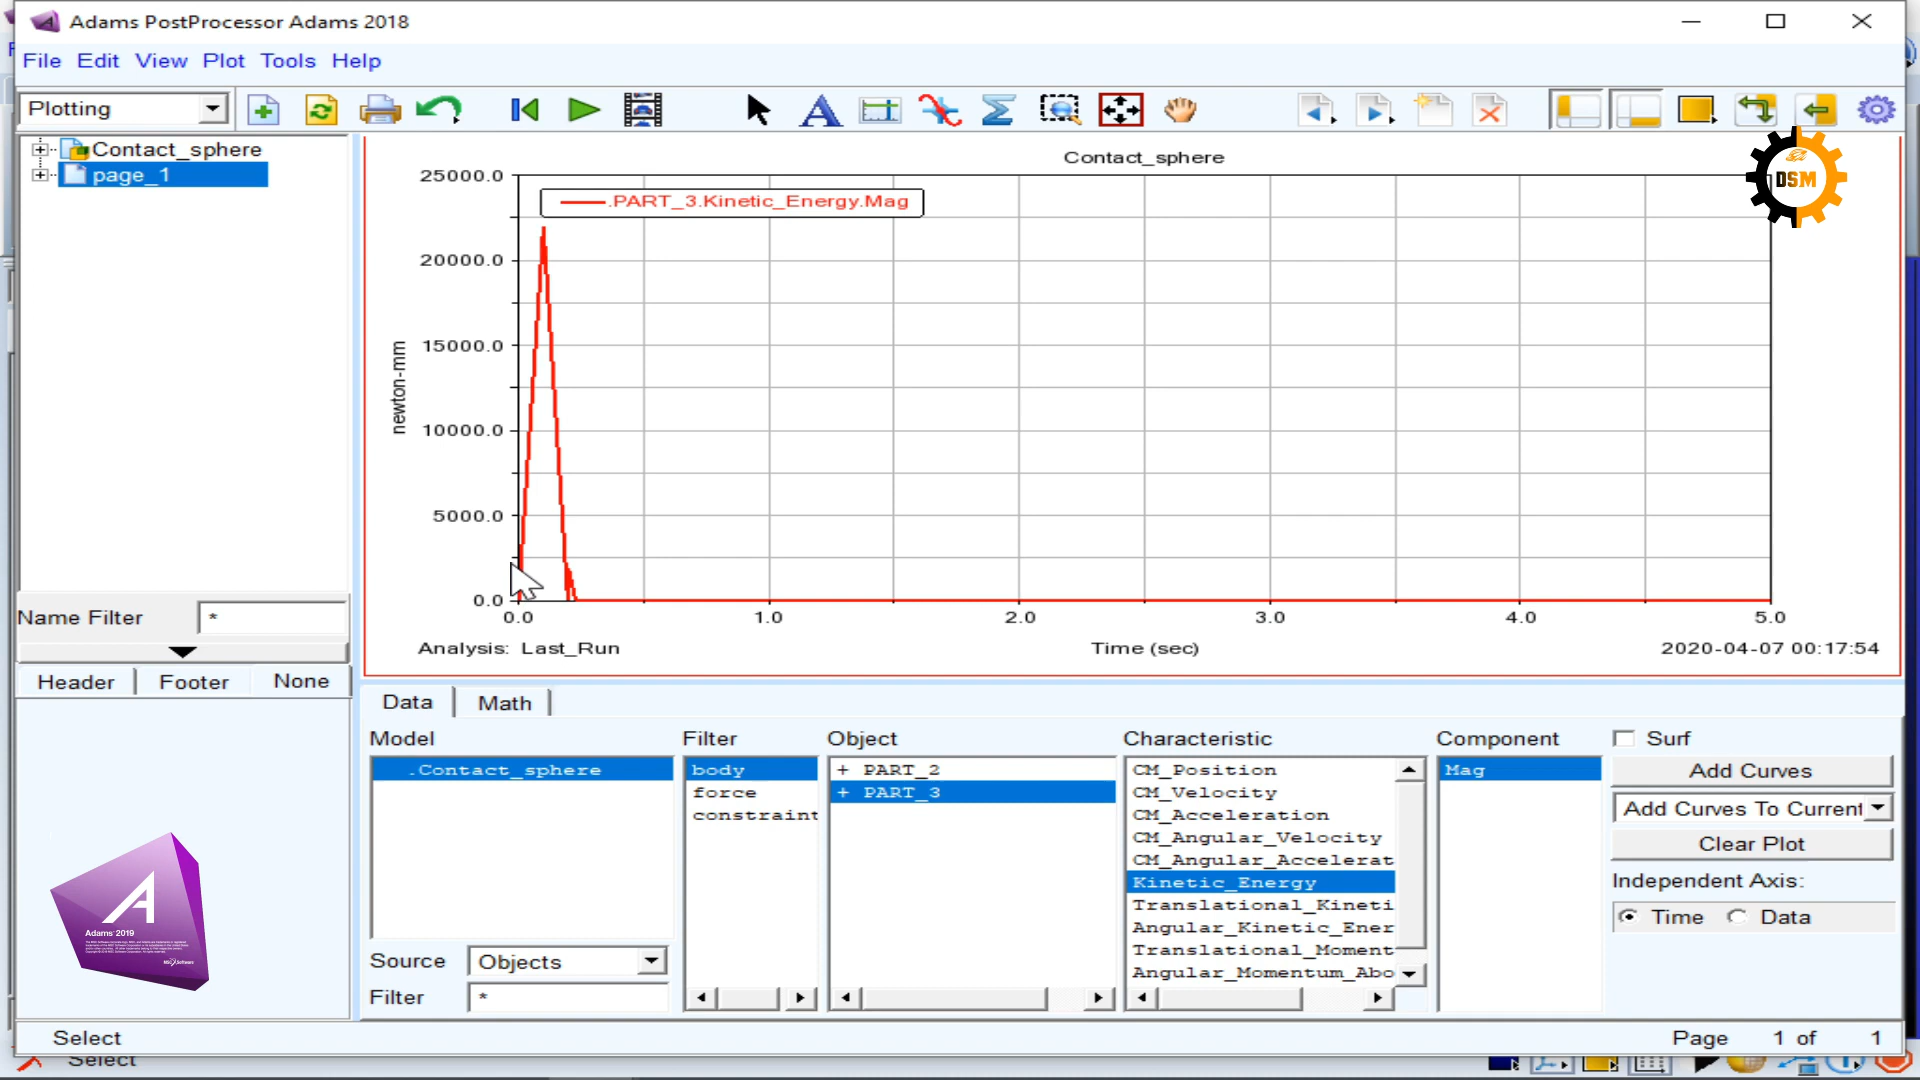 Adams PostProcessor Adams 2018
File Edit View Plot Tools Help
Plotting
Contact_sphere
page_1
Name Filter *
Header Footer None
Contact_sphere
DSM
.PART_3.Kinetic_Energy.Mag
25000.0
20000.0
15000.0
10000.0
5000.0
0.0
newton-mm
0.0 1.0 2.0 3.0 4.0 5.0
Analysis: Last_Run Time (sec) 2020-04-07 00:17:54
Data Math
Model
.Contact_sphere
Source Objects
Filter *
Filter
body
force
constraint
Object
+ PART_2
+ PART_3
Characteristic
CM_Position
CM_Velocity
CM_Acceleration
CM_Angular_Velocity
CM_Angular_Accelerat
Kinetic_Energy
Translational_Kineti
Angular_Kinetic_Ener
Translational_Moment
Angular_Momentum_Abo
Component
Mag
Surf
Add Curves
Add Curves To Current
Clear Plot
Independent Axis:
Time Data
A
Adams 2019
MSC Software
Select Page 1 of 1
Select